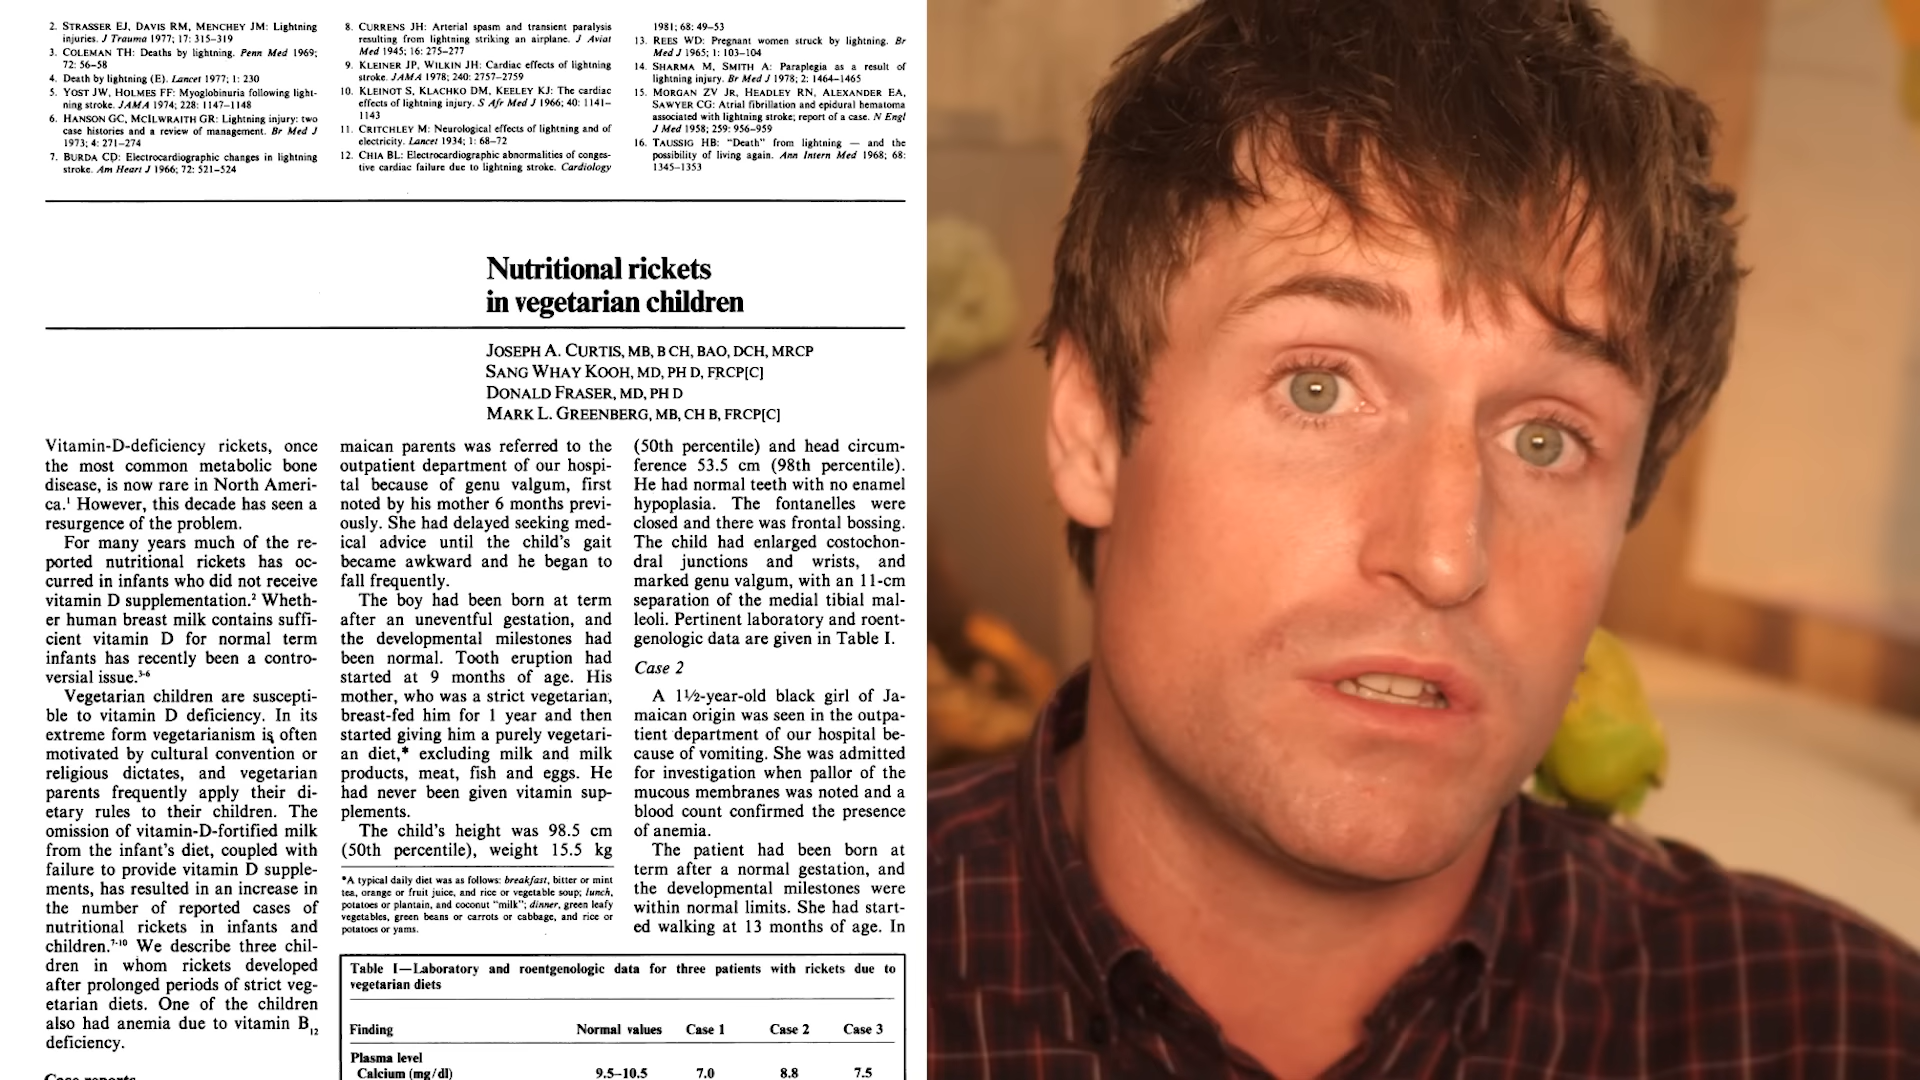 2. STRASSER EJ, DAVIS RM, MENCHEY JM: Lightning
injuries. J Trauma 1977; 17: 315–319
3. COLEMAN TH: Deaths by lightning. Penn Med 1969;
72: 56–58
4. Death by lightning (E). Lancet 1977; 1: 230
5. YOST JW, HOLMES FF: Myoglobinuria following light-
ning stroke. JAMA 1974; 228: 1147–1148
6. HANSON GC, MCILWRAITH GR: Lightning injury: two
case histories and a review of management. Br Med J
1973; 4: 271–274
7. BURDA CD: Electrocardiographic changes in lightning
stroke. Am Heart J 1966; 72: 521–524
8. CURRENS JH: Arterial spasm and transient paralysis
resulting from lightning striking an airplane. J Aviat
Med 1945; 16: 275–277
9. KLEINER JP, WILKIN JH: Cardiac effects of lightning
stroke. JAMA 1978; 240: 2757–2759
10. KLEINOT S, KLACHKO DM, KEELEY KJ: The cardiac
effects of lightning injury. S Afr Med J 1966; 40: 1141–
1143
11. CRITCHLEY M: Neurological effects of lightning and of
electricity. Lancet 1934; 1: 68–72
12. CHIA BL: Electrocardiographic abnormalities of conges-
tive cardiac failure due to lightning stroke. Cardiology
1981; 68: 49–53
13. REES WD: Pregnant women struck by lightning. Br
Med J 1965; 1: 103–104
14. SHARMA M, SMITH A: Paraplegia as a result of
lightning injury. Br Med J 1978; 2: 1464–1465
15. MORGAN ZV JR, HEADLEY RN, ALEXANDER EA,
SAWYER CG: Atrial fibrillation and epidural hematoma
associated with lightning stroke; report of a case. N Engl
J Med 1958; 259: 956–959
16. TAUSSIG HB: "Death" from lightning — and the
possibility of living again. Ann Intern Med 1968; 68:
1345–1353
Nutritional rickets
in vegetarian children
JOSEPH A. CURTIS, MB, B CH, BAO, DCH, MRCP
SANG WHAY KOOH, MD, PH D, FRCP[C]
DONALD FRASER, MD, PH D
MARK L. GREENBERG, MB, CH B, FRCP[C]
Vitamin-D-deficiency rickets, once
the most common metabolic bone
disease, is now rare in North Ameri-
ca.¹ However, this decade has seen a
resurgence of the problem.
For many years much of the re-
ported nutritional rickets has oc-
curred in infants who did not receive
vitamin D supplementation.² Wheth-
er human breast milk contains suffi-
cient vitamin D for normal term
infants has recently been a contro-
versial issue.³⁻⁶
Vegetarian children are suscepti-
ble to vitamin D deficiency. In its
extreme form vegetarianism is often
motivated by cultural convention or
religious dictates, and vegetarian
parents frequently apply their di-
etary rules to their children. The
omission of vitamin-D-fortified milk
from the infant's diet, coupled with
failure to provide vitamin D supple-
ments, has resulted in an increase in
the number of reported cases of
nutritional rickets in infants and
children.⁷⁻¹⁰ We describe three chil-
dren in whom rickets developed
after prolonged periods of strict veg-
etarian diets. One of the children
also had anemia due to vitamin B₁₂
deficiency.
Case reports
maican parents was referred to the
outpatient department of our hospi-
tal because of genu valgum, first
noted by his mother 6 months previ-
ously. She had delayed seeking med-
ical advice until the child's gait
became awkward and he began to
fall frequently.
The boy had been born at term
after an uneventful gestation, and
the developmental milestones had
been normal. Tooth eruption had
started at 9 months of age. His
mother, who was a strict vegetarian,
breast-fed him for 1 year and then
started giving him a purely vegetari-
an diet,* excluding milk and milk
products, meat, fish and eggs. He
had never been given vitamin sup-
plements.
The child's height was 98.5 cm
(50th percentile), weight 15.5 kg
*A typical daily diet was as follows: breakfast, bitter or mint
tea, orange or fruit juice, and rice or vegetable soup; lunch,
potatoes or plantain, and coconut "milk"; dinner, green leafy
vegetables, green beans or carrots or cabbage, and rice or
potatoes or yams.
(50th percentile) and head circum-
ference 53.5 cm (98th percentile).
He had normal teeth with no enamel
hypoplasia. The fontanelles were
closed and there was frontal bossing.
The child had enlarged costochon-
dral junctions and wrists, and
marked genu valgum, with an 11-cm
separation of the medial tibial mal-
leoli. Pertinent laboratory and roent-
genologic data are given in Table I.
Case 2
A 1½-year-old black girl of Ja-
maican origin was seen in the outpa-
tient department of our hospital be-
cause of vomiting. She was admitted
for investigation when pallor of the
mucous membranes was noted and a
blood count confirmed the presence
of anemia.
The patient had been born at
term after a normal gestation, and
the developmental milestones were
within normal limits. She had start-
ed walking at 13 months of age. In
Table I—Laboratory and roentgenologic data for three patients with rickets due to
vegetarian diets
Finding Normal values Case 1 Case 2 Case 3
Plasma level
Calcium (mg/dl) 9.5–10.5 7.0 8.8 7.5